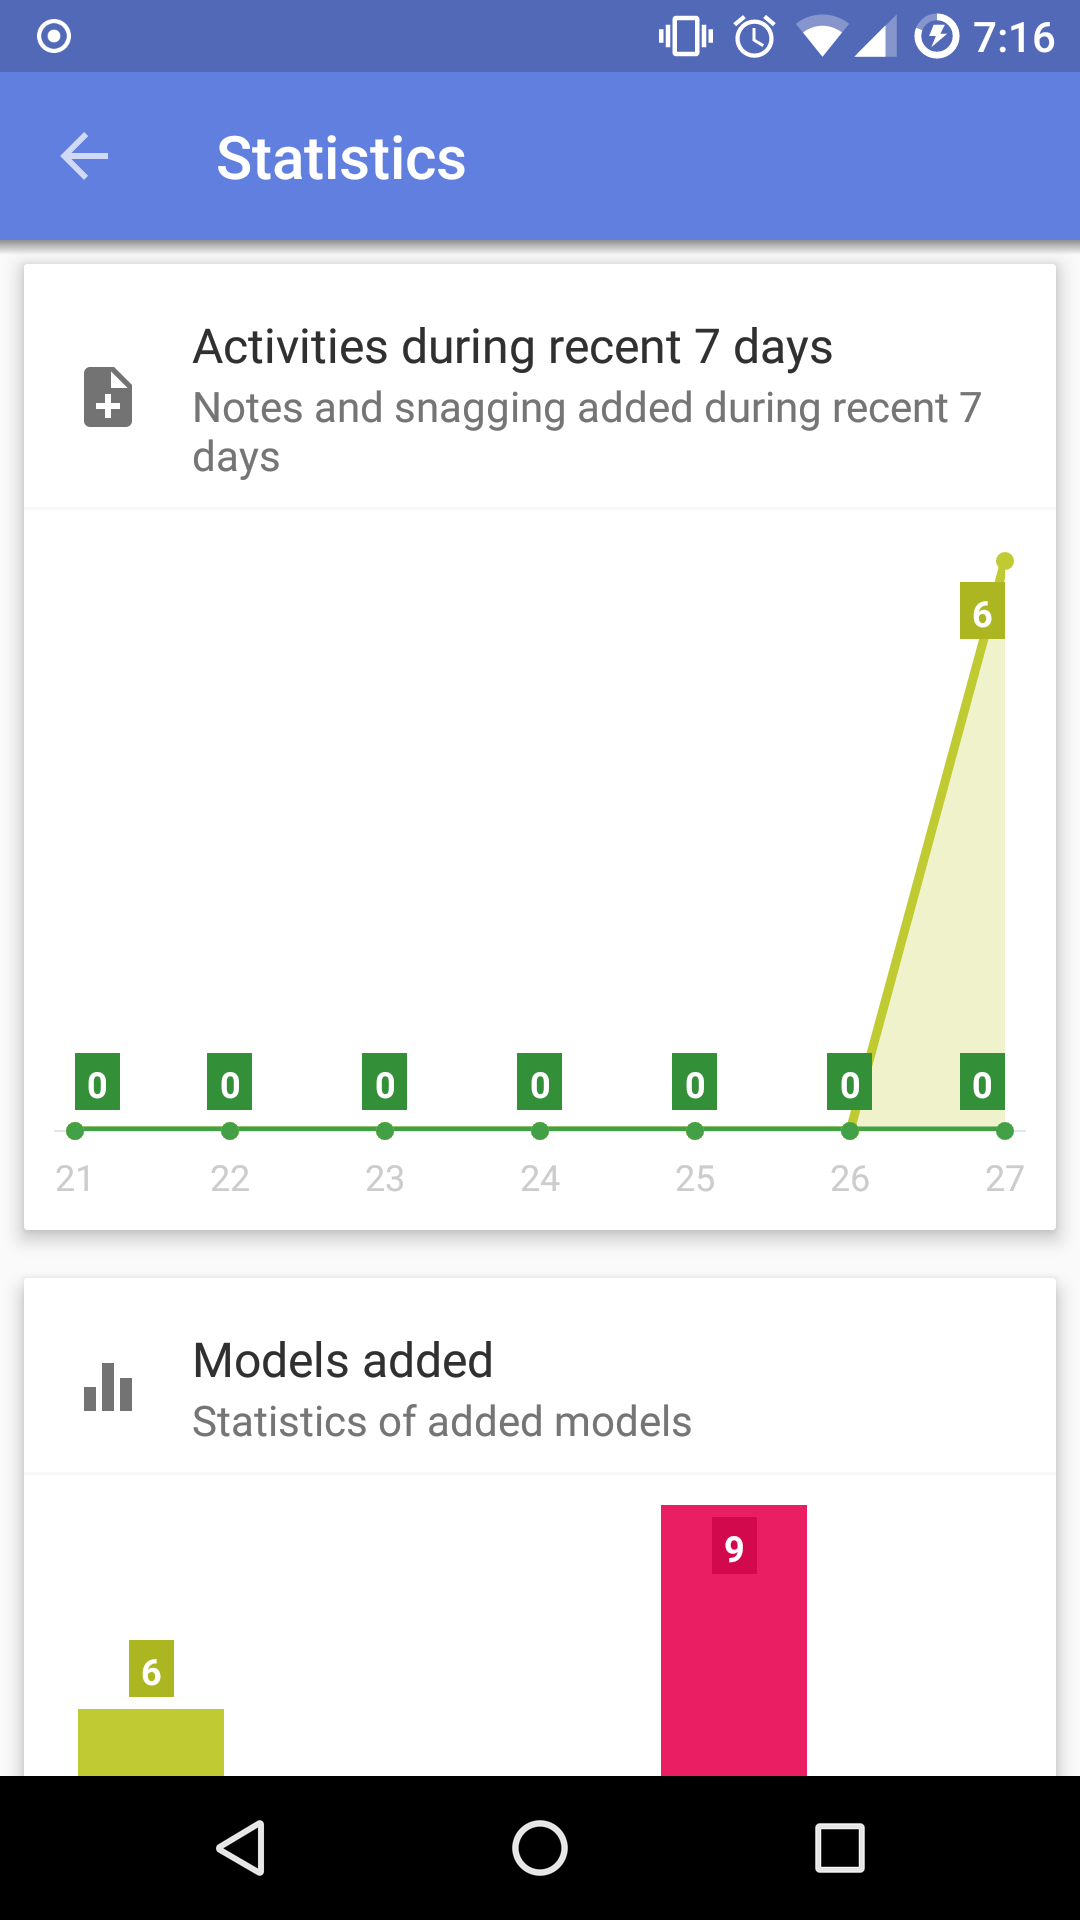 7:16
Statistics
Activities during recent 7 days
Notes and snagging added during recent 7
days
6
0 0 0 0 0 0 0
21 22 23 24 25 26 27
Models added
Statistics of added models
9
6